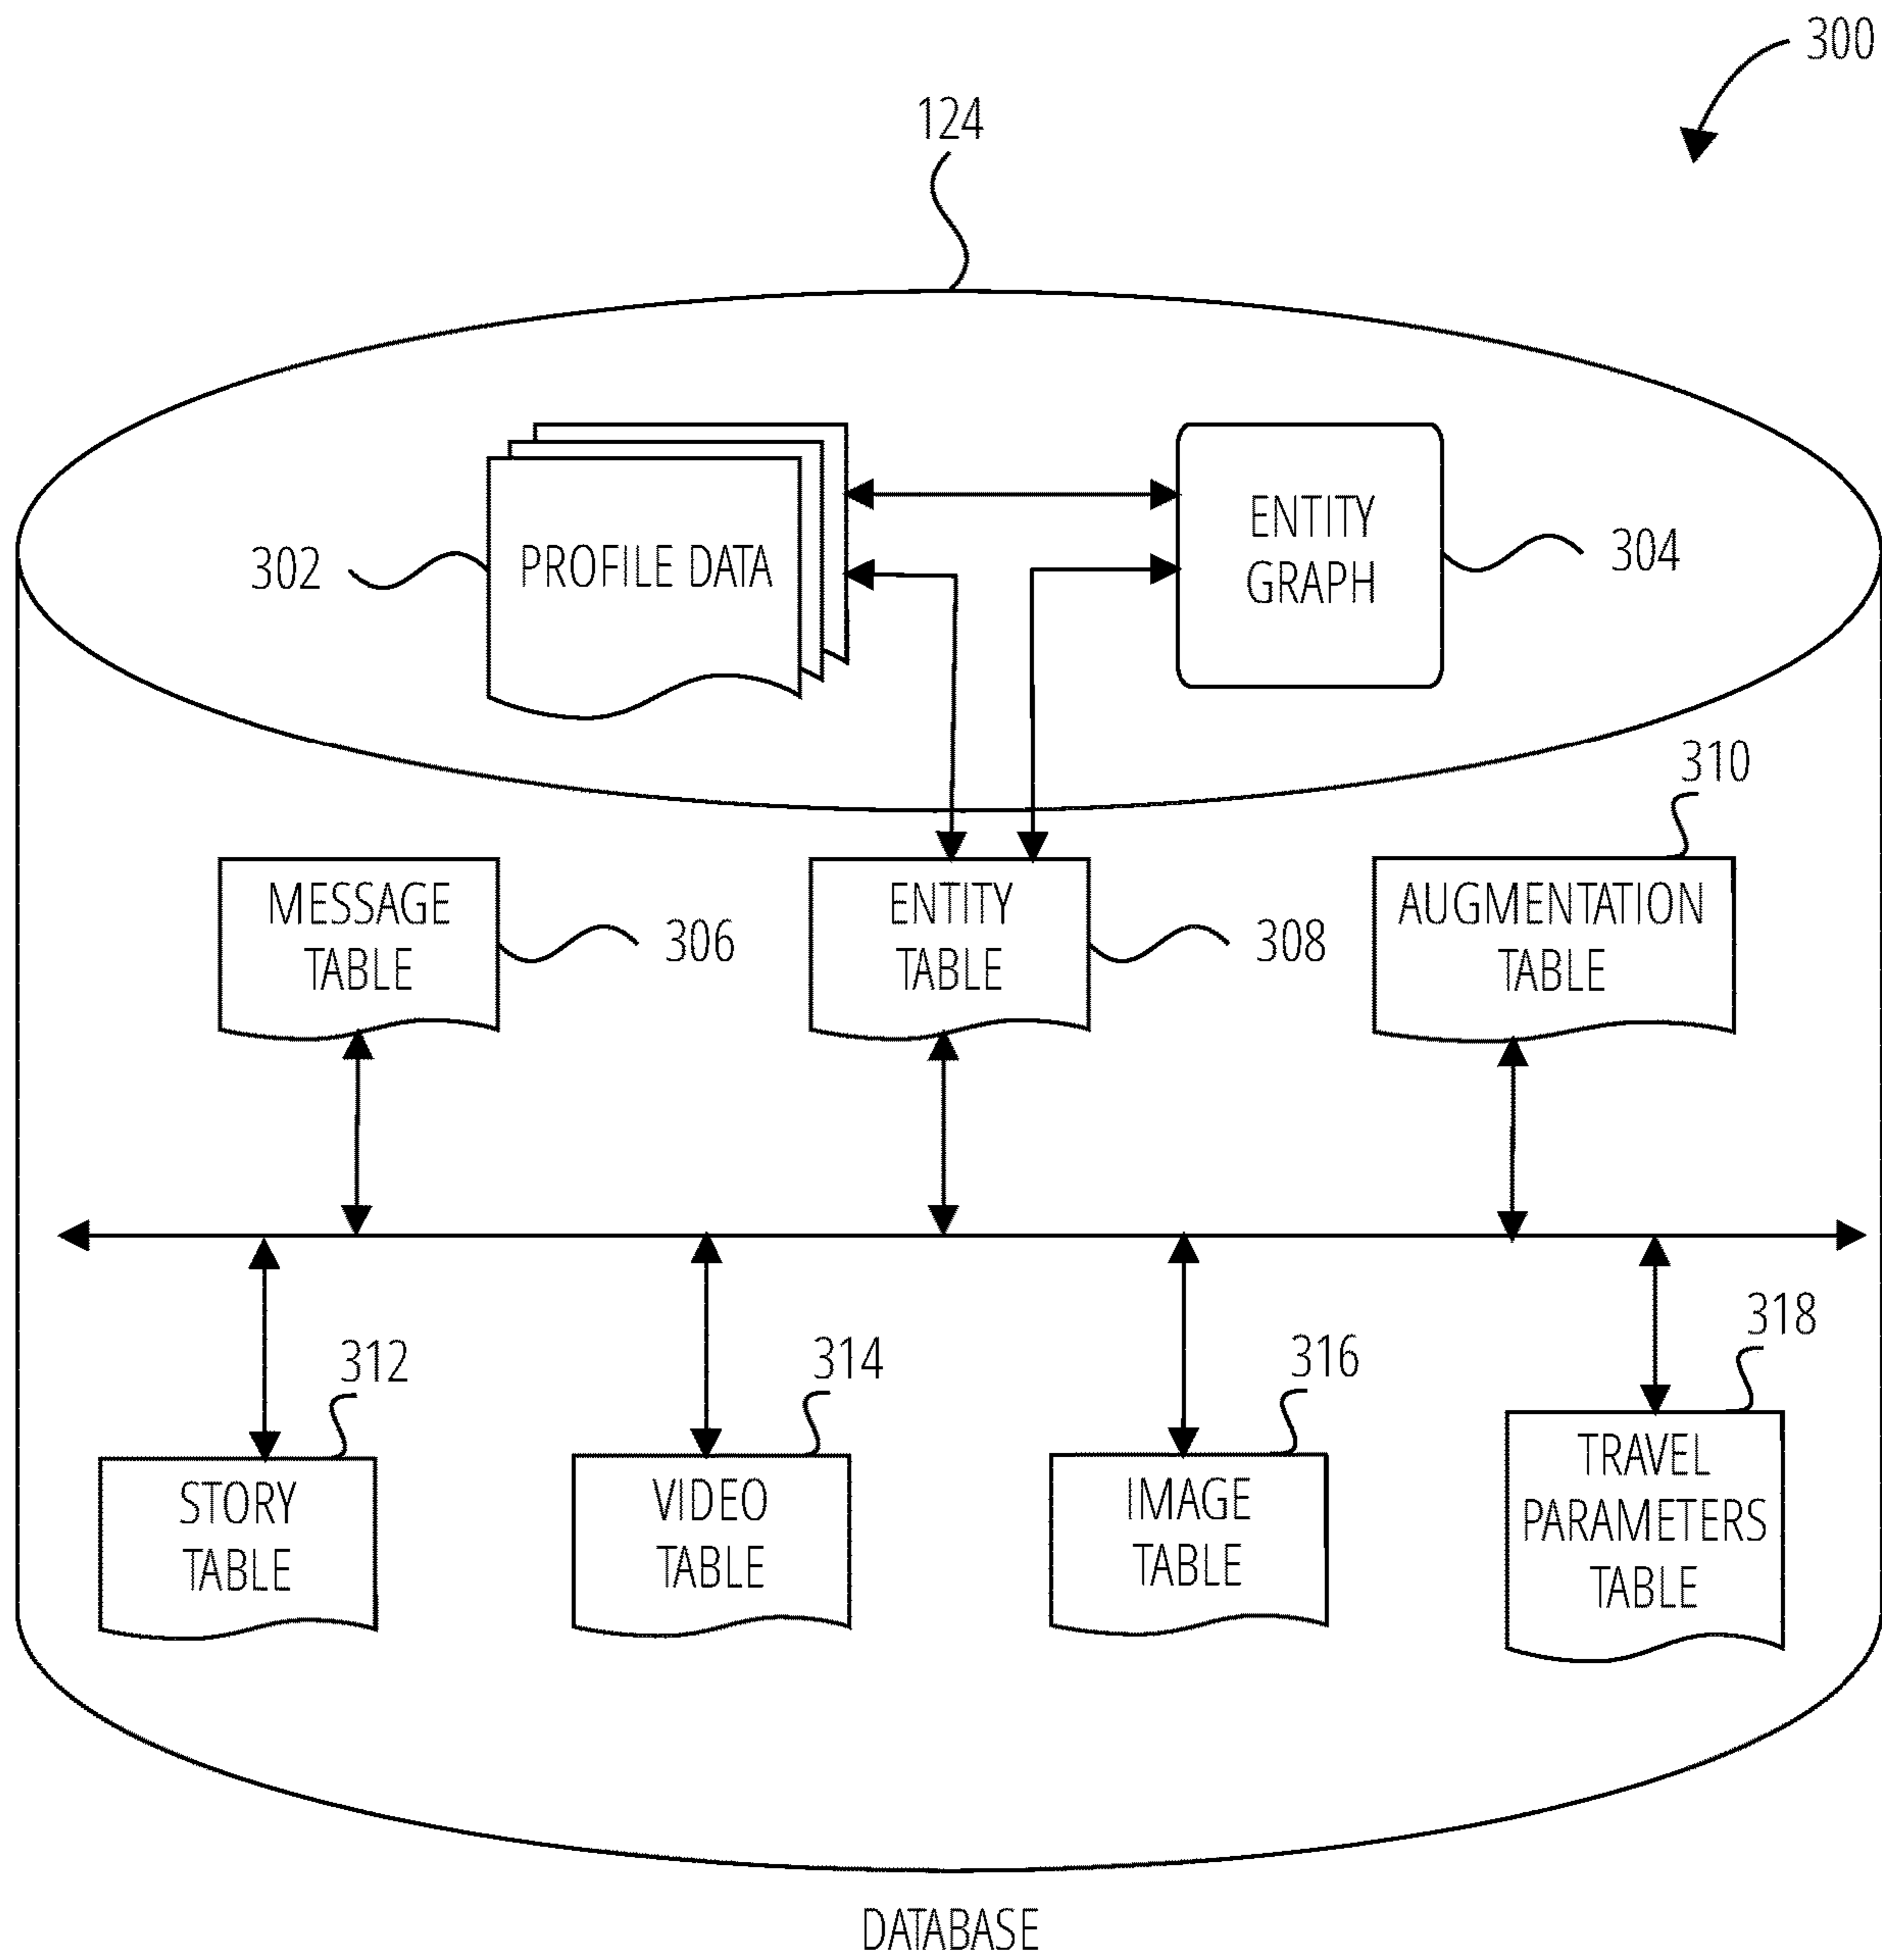 300
124
302
PROFILE DATA
ENTITY
GRAPH
304
310
MESSAGE
TABLE
306
ENTITY
TABLE
308
AUGMENTATION
TABLE
312
314
316
318
STORY
TABLE
VIDEO
TABLE
IMAGE
TABLE
TRAVEL
PARAMETERS
TABLE
DATABASE